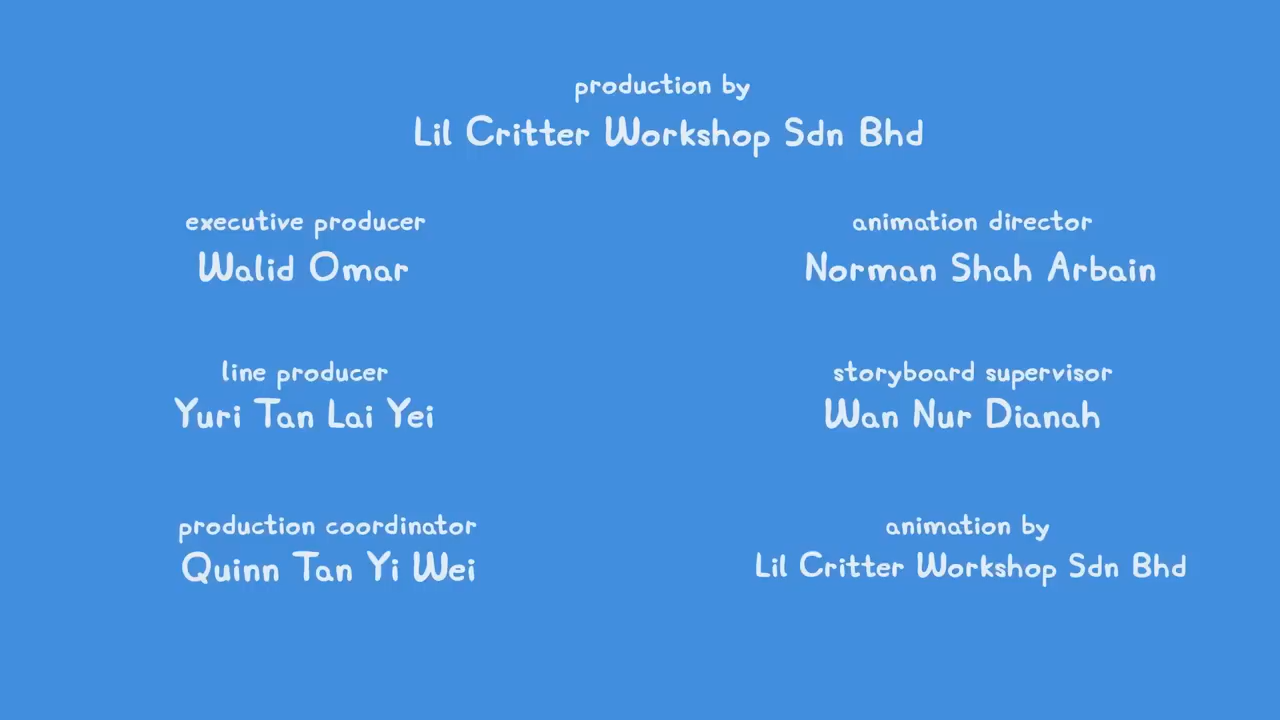 production by
Lil Critter Workshop Sdn Bhd
executive producer
Walid Omar
animation director
Norman Shah Arbain
line producer
Yuri Tan Lai Yei
storyboard supervisor
Wan Nur Dianah
production coordinator
Quinn Tan Yi Wei
animation by
Lil Critter Workshop Sdn Bhd